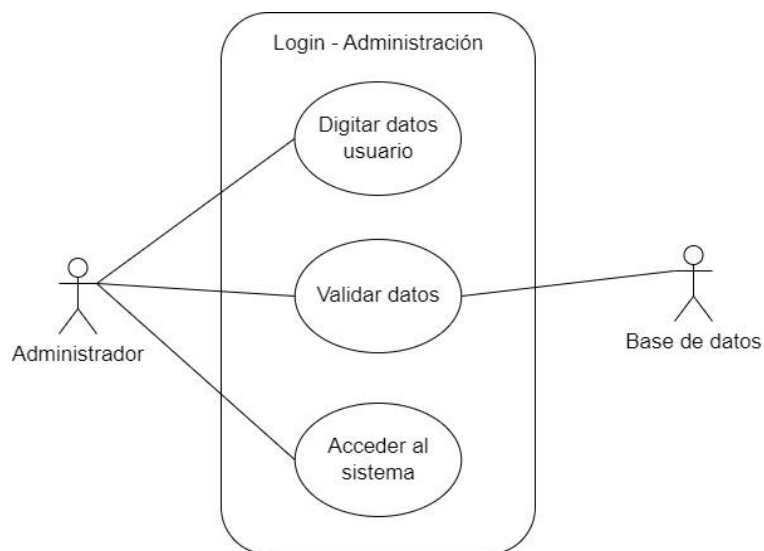 Login - Administración
Digitar datos
usuario
Validar datos
Administrador
Base de datos
Acceder al
sistema